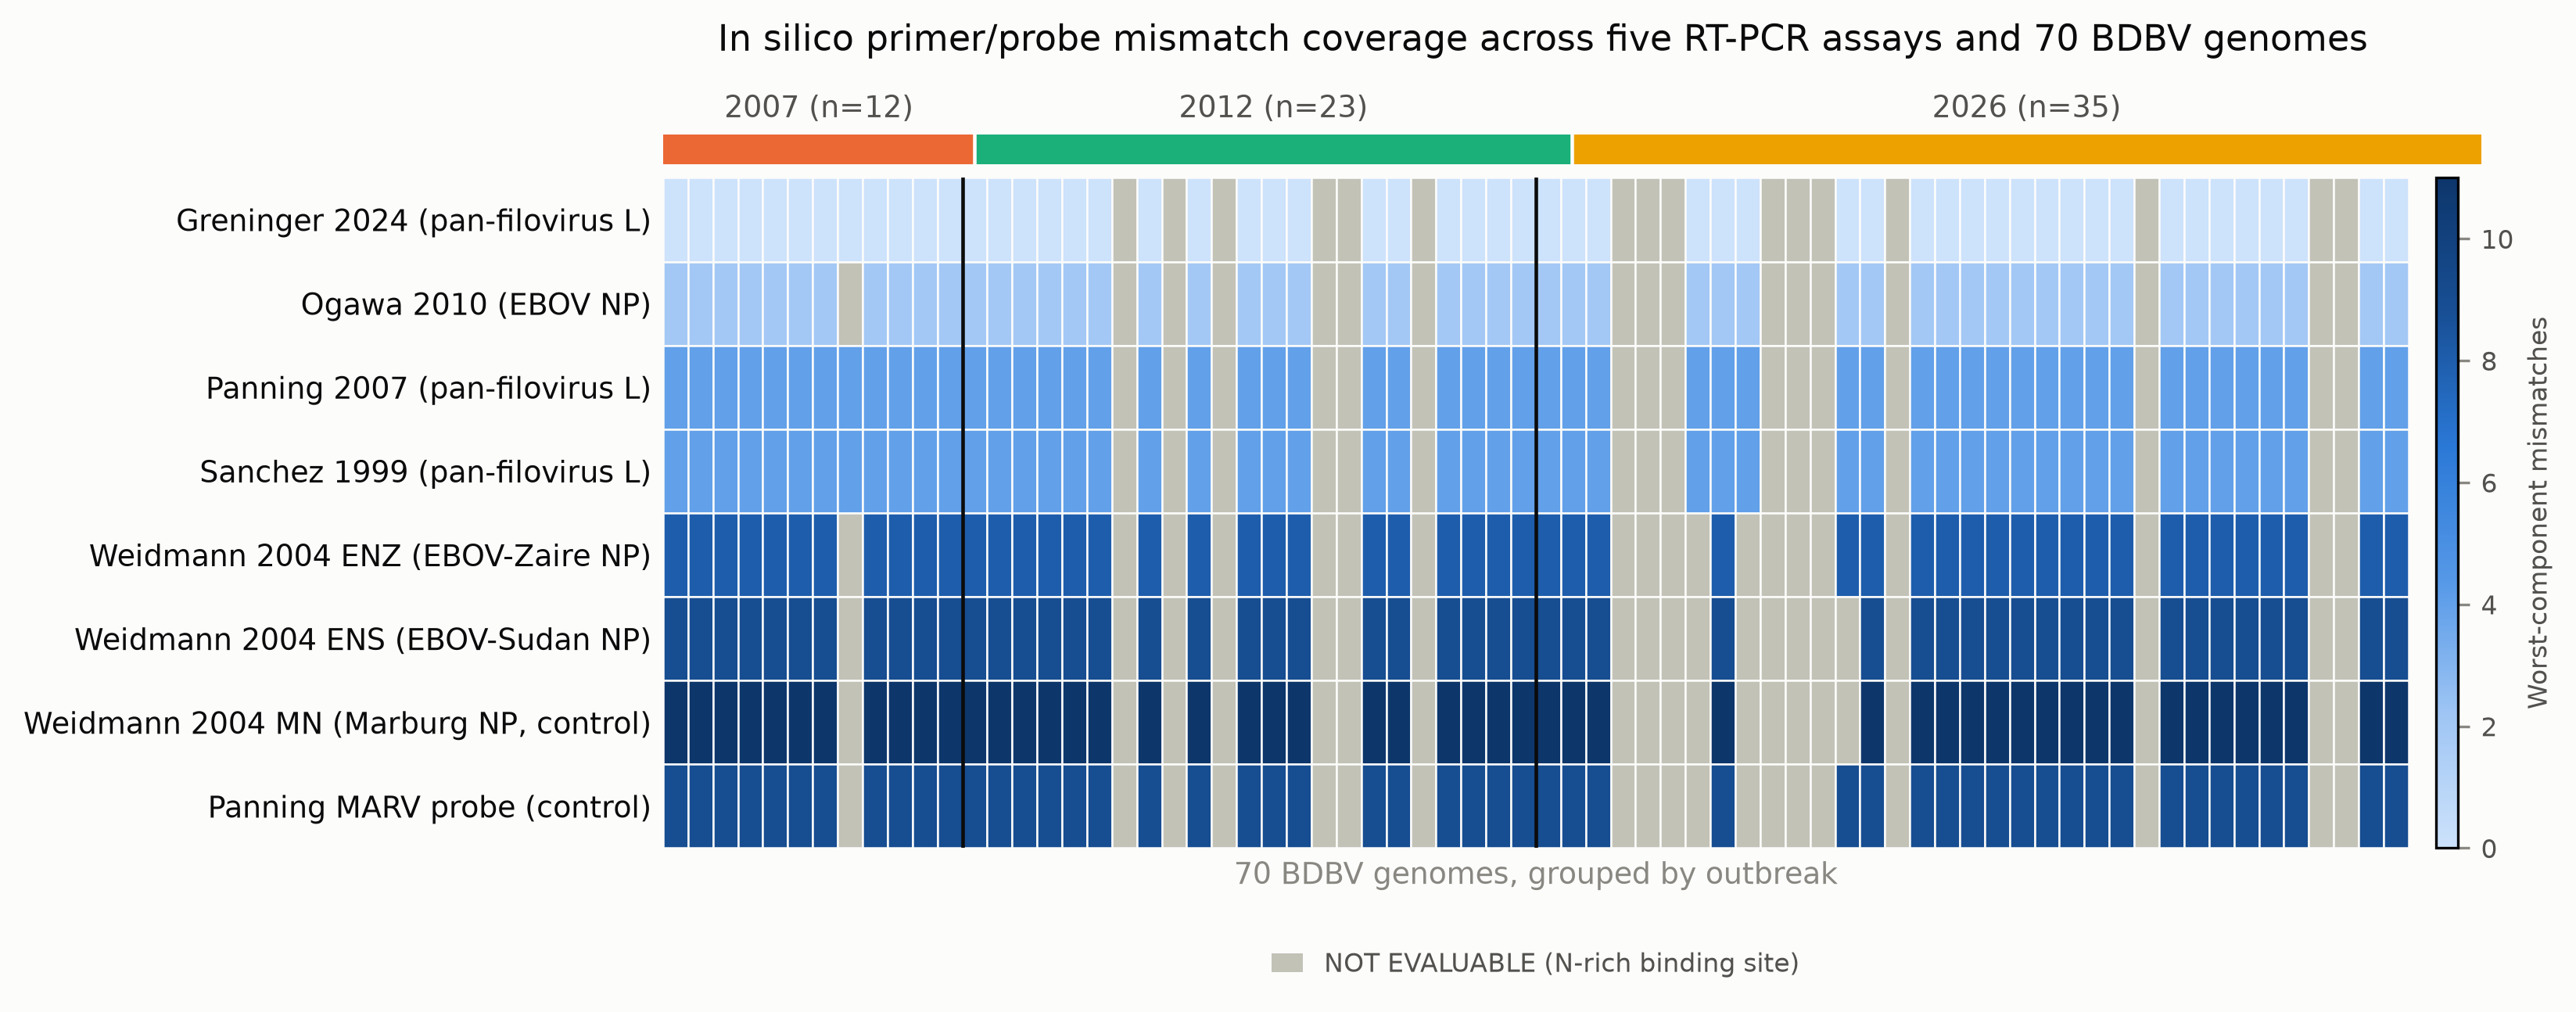 In silico primer/probe mismatch coverage across five RT-PCR assays and 70 BDBV genomes
2007 (n=12)
2012 (n=23)
2026 (n=35)
Greninger 2024 (pan-filovirus L)
Ogawa 2010 (EBOV NP)
Panning 2007 (pan-filovirus L)
Sanchez 1999 (pan-filovirus L)
Weidmann 2004 ENZ (EBOV-Zaire NP)
Weidmann 2004 ENS (EBOV-Sudan NP)
Weidmann 2004 MN (Marburg NP, control)
Panning MARV probe (control)
10
8
6
4
2
0
Worst-component mismatches
70 BDBV genomes, grouped by outbreak
NOT EVALUABLE (N-rich binding site)